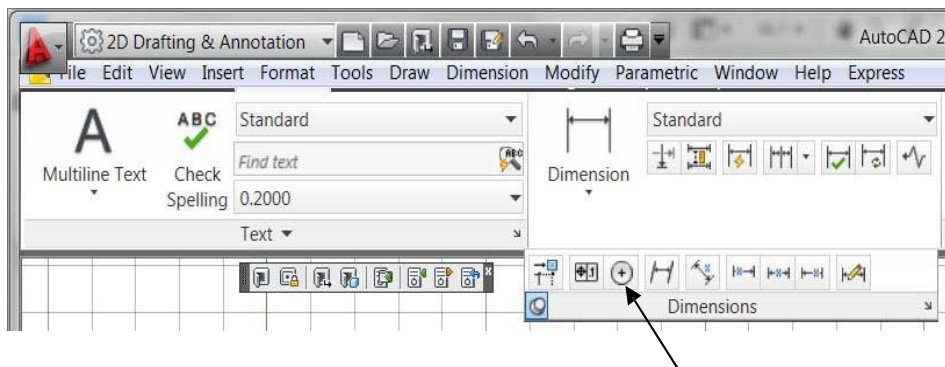 2D Drafting & Annotation
AutoCAD 2
File Edit View Insert Format Tools Draw Dimension Modify Parametric Window Help Express
A
Multiline Text
ABC
Check
Spelling
Standard
Find text
ABC
0.2000
Text
Dimension
Standard
Dimensions